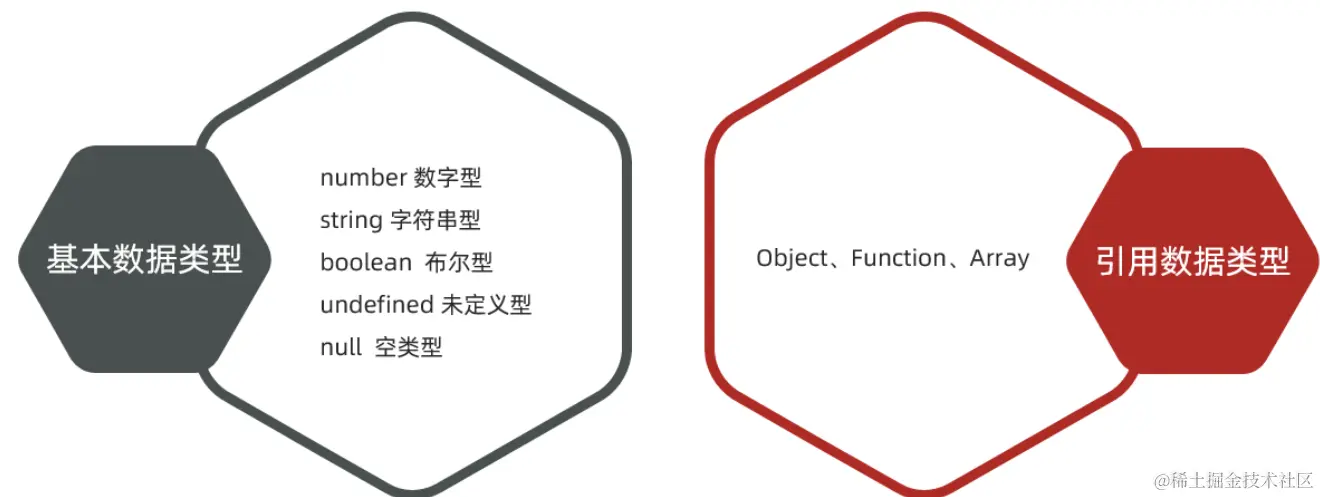 基本数据类型
number 数字型
string 字符串型
boolean 布尔型
undefined 未定义型
null 空类型
Object、Function、Array
引用数据类型
@稀土掘金技术社区